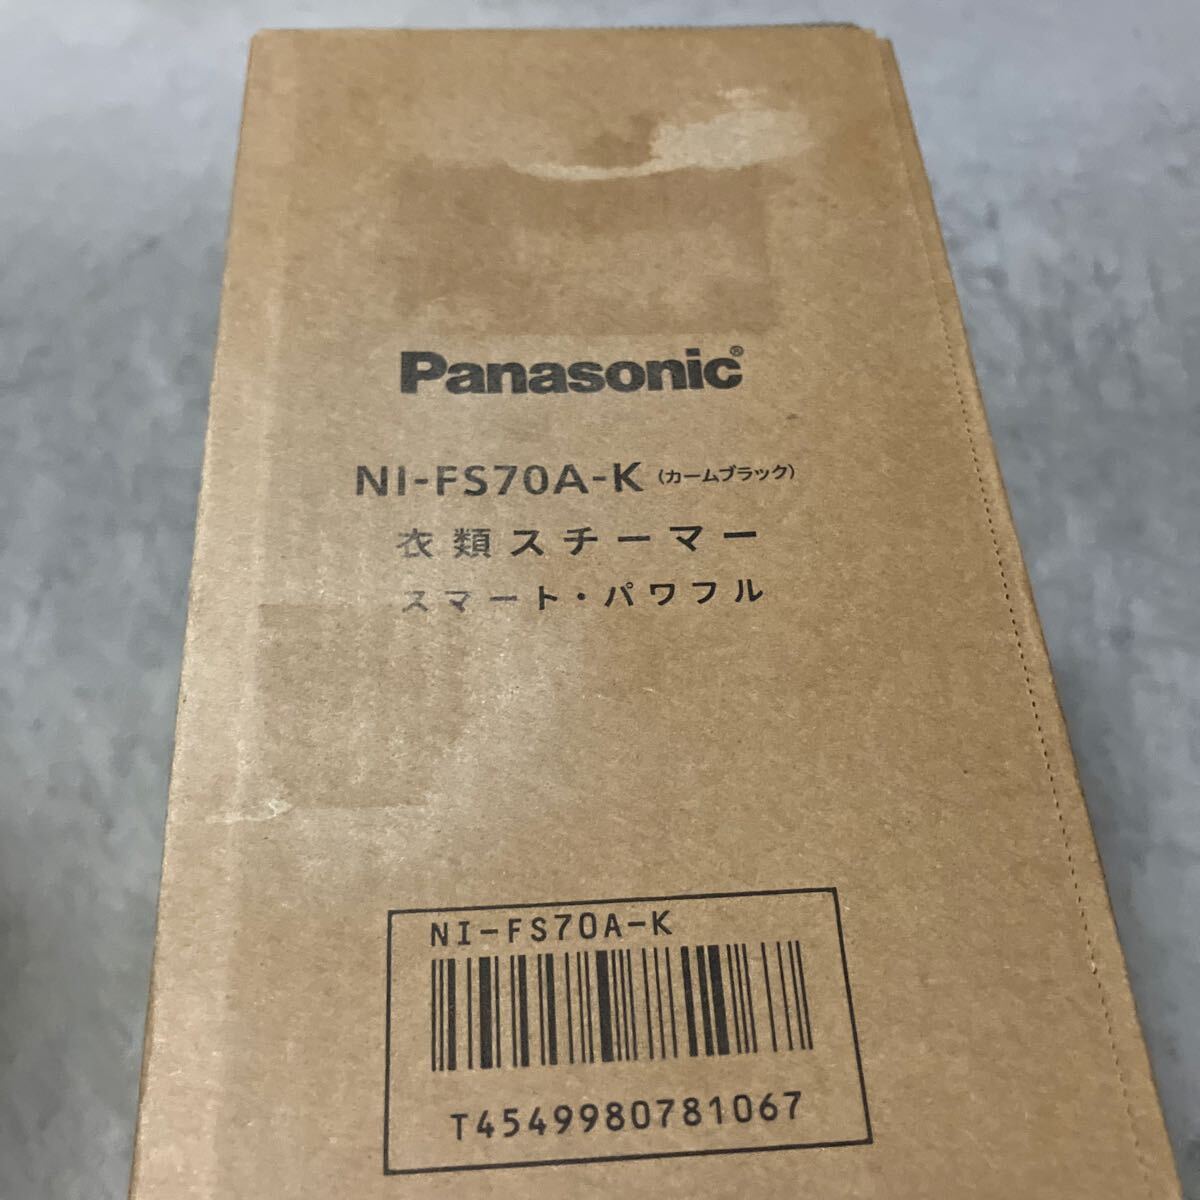 Panasonic®
NI-FS70A-K (カームブラック)
衣類スチーマー
スマート・パワフル
NI-FS70A-K
T4549980781067